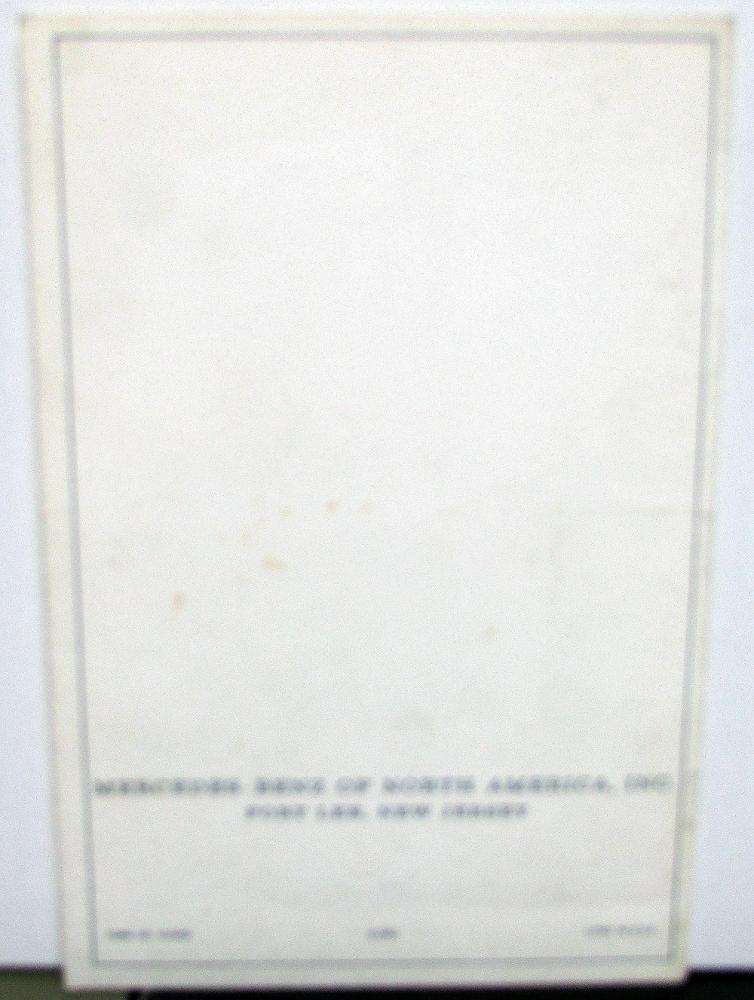 MERCEDES-BENZ OF NORTH AMERICA, INC.
FORT LEE, NEW JERSEY